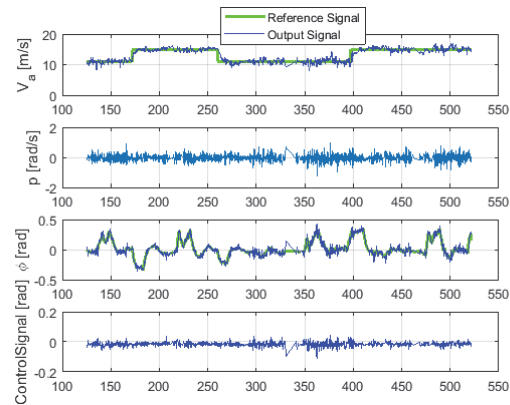 Reference Signal
Output Signal
V_a [m/s]
20
10
0
100 150 200 250 300 350 400 450 500 550
p [rad/s]
2
0
-2
100 150 200 250 300 350 400 450 500 550
ϕ [rad]
0.5
0
-0.5
100 150 200 250 300 350 400 450 500 550
ControlSignal [rad]
0.2
0
-0.2
100 150 200 250 300 350 400 450 500 550